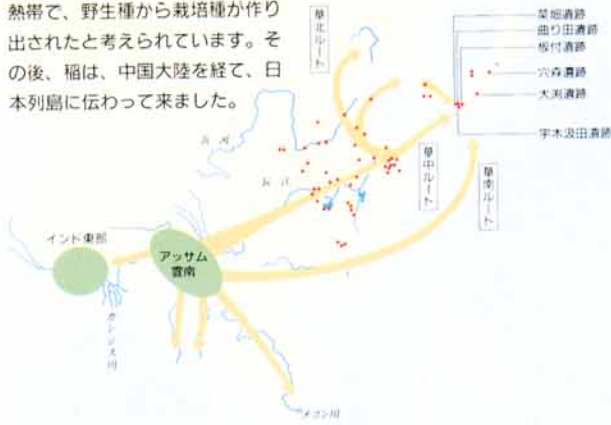 熱帯で、野生種から栽培種が作り
出されたと考えられています。そ
の後、稲は、中国大陸を経て、日
本列島に伝わって来ました。
華北ルート
菜畑遺跡
曲り田遺跡
板付遺跡
穴森遺跡
大渕遺跡
宇木汲田遺跡
黄河
長江
華中ルート
華南ルート
インド東部
アッサム
雲南
ガンジス川
メコン川